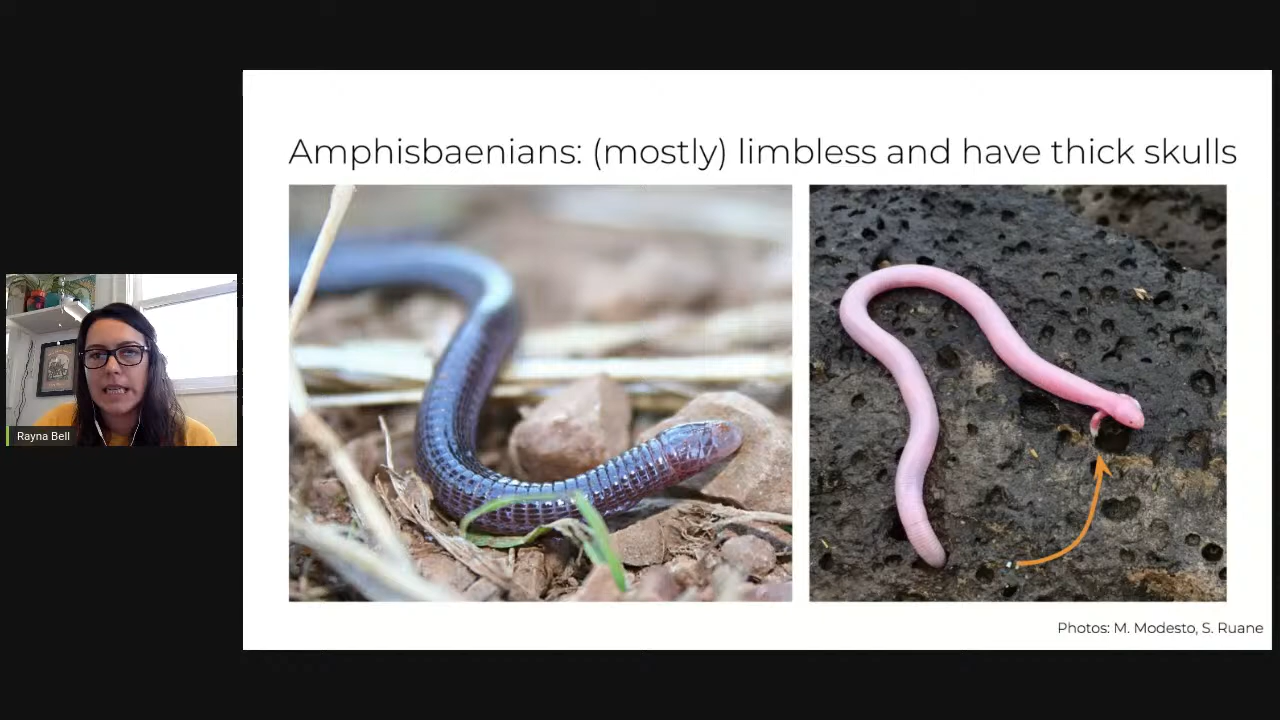 Amphisbaenians: (mostly) limbless and have thick skulls
Rayna Bell
Photos: M. Modesto, S. Ruane